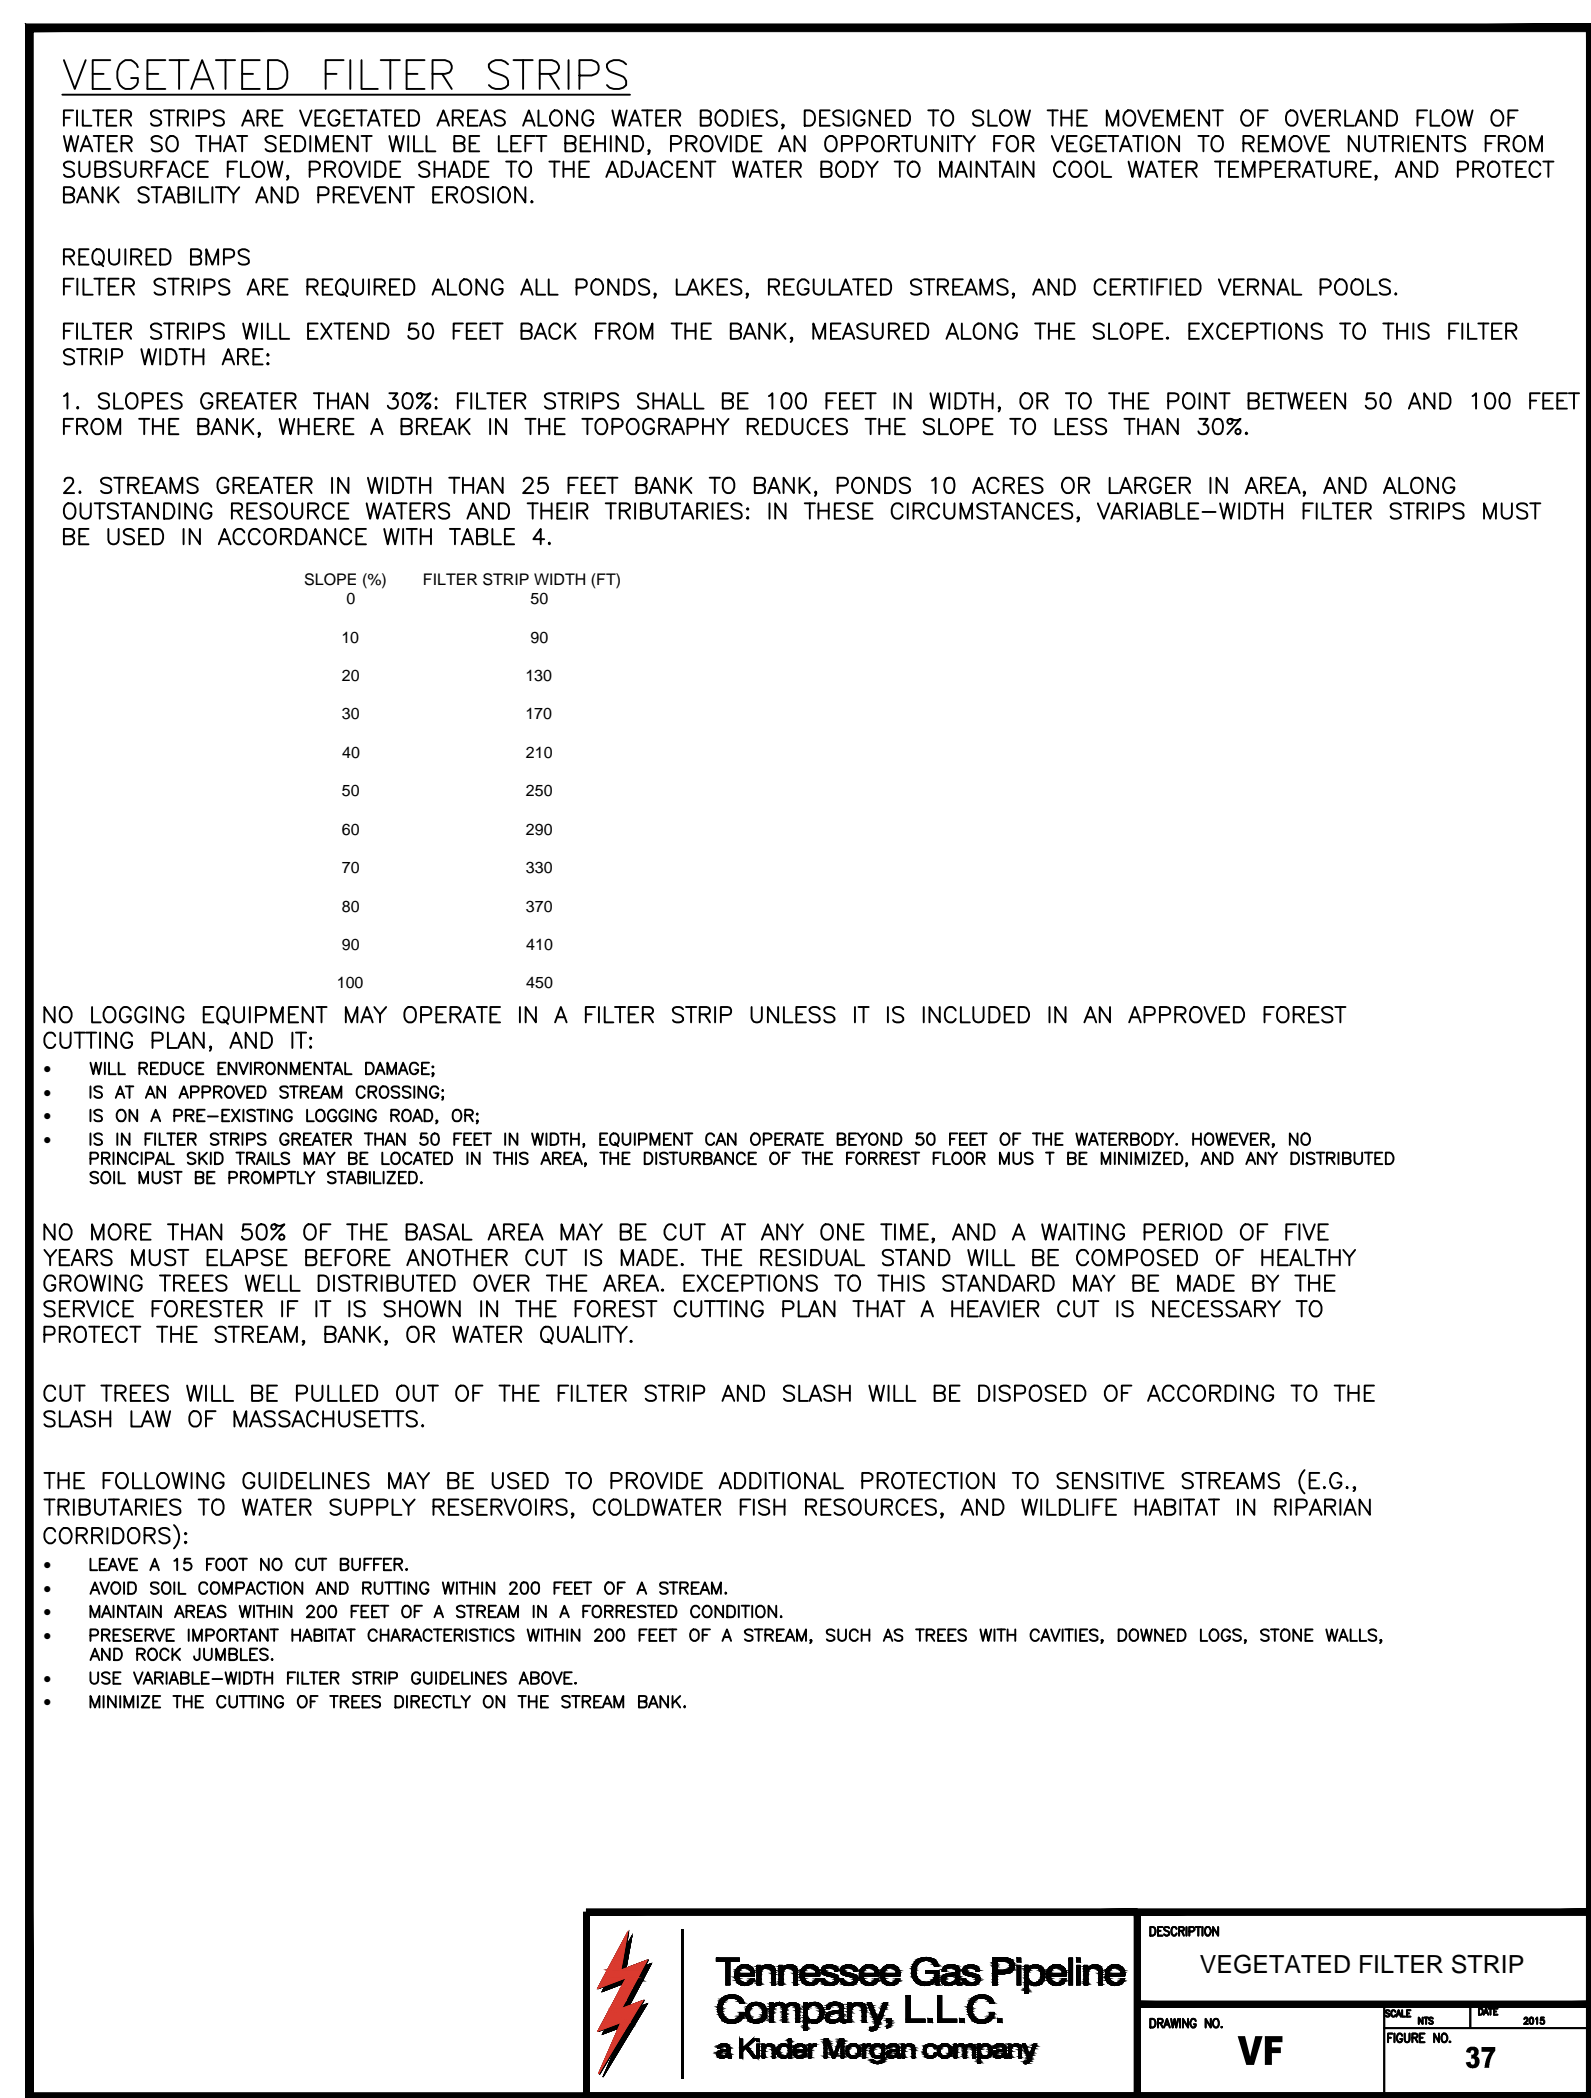 VEGETATED FILTER STRIPS
FILTER STRIPS ARE VEGETATED AREAS ALONG WATER BODIES, DESIGNED TO SLOW THE MOVEMENT OF OVERLAND FLOW OF
WATER SO THAT SEDIMENT WILL BE LEFT BEHIND, PROVIDE AN OPPORTUNITY FOR VEGETATION TO REMOVE NUTRIENTS FROM
SUBSURFACE FLOW, PROVIDE SHADE TO THE ADJACENT WATER BODY TO MAINTAIN COOL WATER TEMPERATURE, AND PROTECT
BANK STABILITY AND PREVENT EROSION.
REQUIRED BMPS
FILTER STRIPS ARE REQUIRED ALONG ALL PONDS, LAKES, REGULATED STREAMS, AND CERTIFIED VERNAL POOLS.
FILTER STRIPS WILL EXTEND 50 FEET BACK FROM THE BANK, MEASURED ALONG THE SLOPE. EXCEPTIONS TO THIS FILTER
STRIP WIDTH ARE:
1. SLOPES GREATER THAN 30%: FILTER STRIPS SHALL BE 100 FEET IN WIDTH, OR TO THE POINT BETWEEN 50 AND 100 FEET
FROM THE BANK, WHERE A BREAK IN THE TOPOGRAPHY REDUCES THE SLOPE TO LESS THAN 30%.
2. STREAMS GREATER IN WIDTH THAN 25 FEET BANK TO BANK, PONDS 10 ACRES OR LARGER IN AREA, AND ALONG
OUTSTANDING RESOURCE WATERS AND THEIR TRIBUTARIES: IN THESE CIRCUMSTANCES, VARIABLE-WIDTH FILTER STRIPS MUST
BE USED IN ACCORDANCE WITH TABLE 4.
SLOPE (%) FILTER STRIP WIDTH (FT)
0 50
10 90
20 130
30 170
40 210
50 250
60 290
70 330
80 370
90 410
100 450
NO LOGGING EQUIPMENT MAY OPERATE IN A FILTER STRIP UNLESS IT IS INCLUDED IN AN APPROVED FOREST
CUTTING PLAN, AND IT:
• WILL REDUCE ENVIRONMENTAL DAMAGE;
• IS AT AN APPROVED STREAM CROSSING;
• IS ON A PRE-EXISTING LOGGING ROAD, OR;
• IS IN FILTER STRIPS GREATER THAN 50 FEET IN WIDTH, EQUIPMENT CAN OPERATE BEYOND 50 FEET OF THE WATERBODY. HOWEVER, NO
PRINCIPAL SKID TRAILS MAY BE LOCATED IN THIS AREA, THE DISTURBANCE OF THE FORREST FLOOR MUS T BE MINIMIZED, AND ANY DISTRIBUTED
SOIL MUST BE PROMPTLY STABILIZED.
NO MORE THAN 50% OF THE BASAL AREA MAY BE CUT AT ANY ONE TIME, AND A WAITING PERIOD OF FIVE
YEARS MUST ELAPSE BEFORE ANOTHER CUT IS MADE. THE RESIDUAL STAND WILL BE COMPOSED OF HEALTHY
GROWING TREES WELL DISTRIBUTED OVER THE AREA. EXCEPTIONS TO THIS STANDARD MAY BE MADE BY THE
SERVICE FORESTER IF IT IS SHOWN IN THE FOREST CUTTING PLAN THAT A HEAVIER CUT IS NECESSARY TO
PROTECT THE STREAM, BANK, OR WATER QUALITY.
CUT TREES WILL BE PULLED OUT OF THE FILTER STRIP AND SLASH WILL BE DISPOSED OF ACCORDING TO THE
SLASH LAW OF MASSACHUSETTS.
THE FOLLOWING GUIDELINES MAY BE USED TO PROVIDE ADDITIONAL PROTECTION TO SENSITIVE STREAMS (E.G.,
TRIBUTARIES TO WATER SUPPLY RESERVOIRS, COLDWATER FISH RESOURCES, AND WILDLIFE HABITAT IN RIPARIAN
CORRIDORS):
• LEAVE A 15 FOOT NO CUT BUFFER.
• AVOID SOIL COMPACTION AND RUTTING WITHIN 200 FEET OF A STREAM.
• MAINTAIN AREAS WITHIN 200 FEET OF A STREAM IN A FORRESTED CONDITION.
• PRESERVE IMPORTANT HABITAT CHARACTERISTICS WITHIN 200 FEET OF A STREAM, SUCH AS TREES WITH CAVITIES, DOWNED LOGS, STONE WALLS,
AND ROCK JUMBLES.
• USE VARIABLE-WIDTH FILTER STRIP GUIDELINES ABOVE.
• MINIMIZE THE CUTTING OF TREES DIRECTLY ON THE STREAM BANK.
Tennessee Gas Pipeline
Company, L.L.C.
a Kinder Morgan company
DESCRIPTION
VEGETATED FILTER STRIP
DRAWING NO.
VF
SCALE NTS
DATE 2015
FIGURE NO.
37